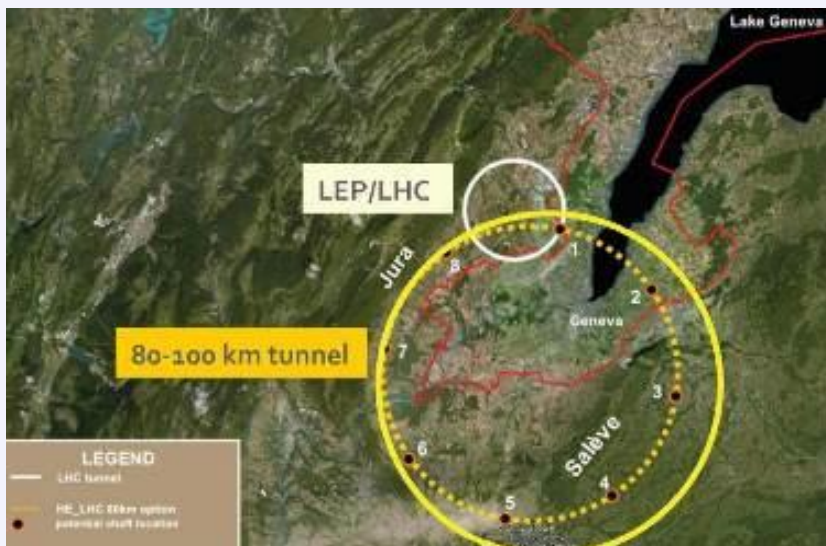 Lake Geneva
LEP/LHC
Jura
1
8
2
Geneva
80-100 km tunnel
7
3
Salève
6
4
5
LEGEND
LHC tunnel
HE_LHC 80km option
potential shaft location